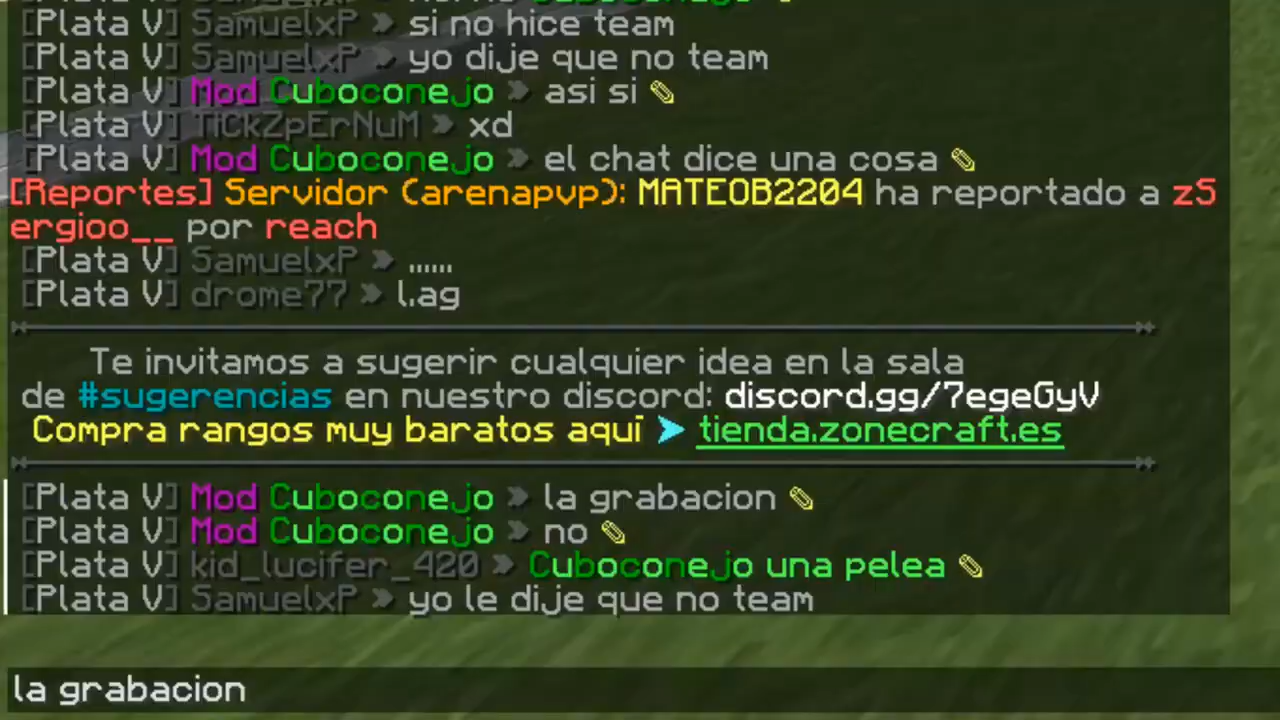 [Plata V] SamuelxP » si no hice team
[Plata V] SamuelxP » yo dije que no team
[Plata V] Mod Cuboconejo » asi si ✎
[Plata V] TiCkZpErNuM » xd
[Plata V] Mod Cuboconejo » el chat dice una cosa ✎
[Reportes] Servidor (arenapvp): MATEOB2204 ha reportado a z5
ergioo__ por reach
[Plata V] SamuelxP » ......
[Plata V] drome77 » l.ag
Te invitamos a sugerir cualquier idea en la sala
de #sugerencias en nuestro discord: discord.gg/7egeGyV
Compra rangos muy baratos aquí ➤ tienda.zonecraft.es
[Plata V] Mod Cuboconejo » la grabacion ✎
[Plata V] Mod Cuboconejo » no ✎
[Plata V] kid_lucifer_420 » Cuboconejo una pelea ✎
[Plata V] SamuelxP » yo le dije que no team
la grabacion